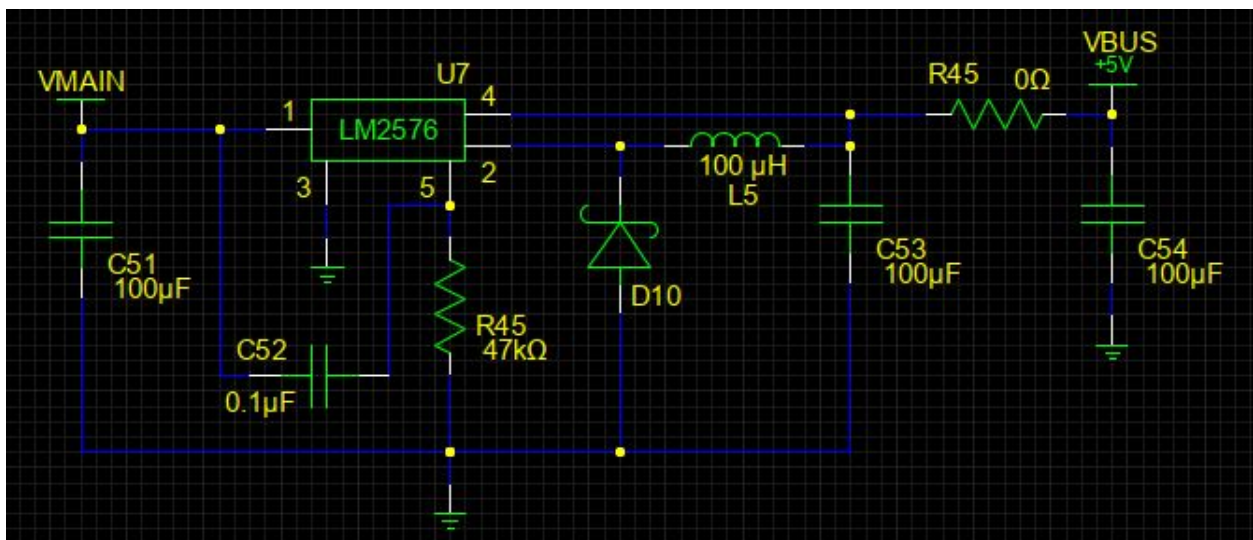 VMAIN
1
U7
LM2576
4
2
3
5
C51
100µF
C52
0.1µF
R45
47kΩ
D10
100 µH
L5
C53
100µF
R45
0Ω
VBUS
+5V
C54
100µF